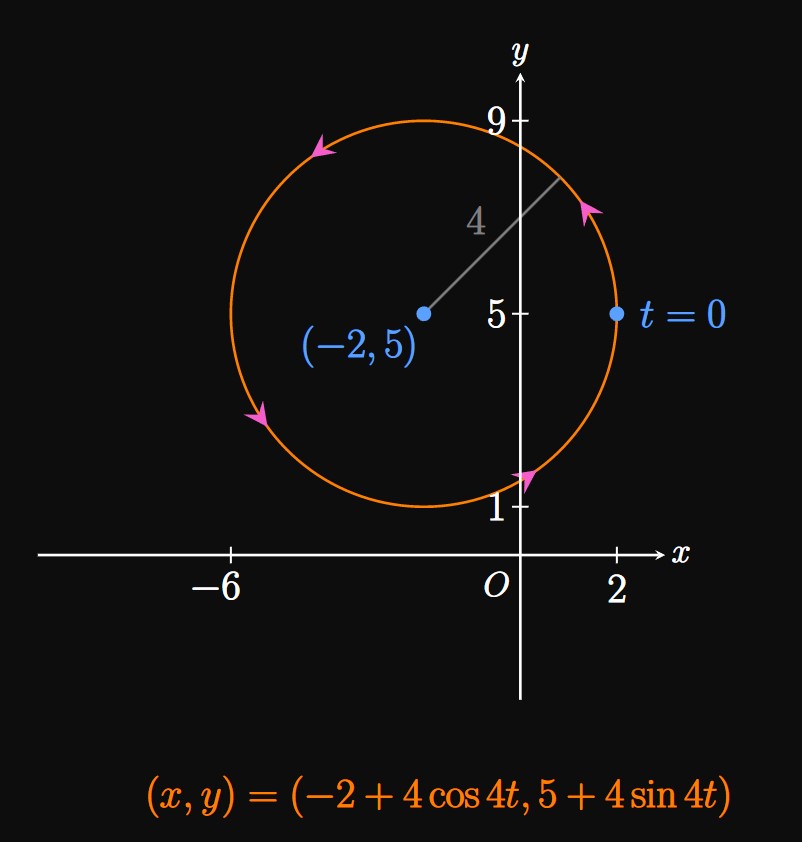 y
9
4
5
t = 0
(−2, 5)
1
x
−6
O
2
(x, y) = (−2 + 4 cos 4t, 5 + 4 sin 4t)